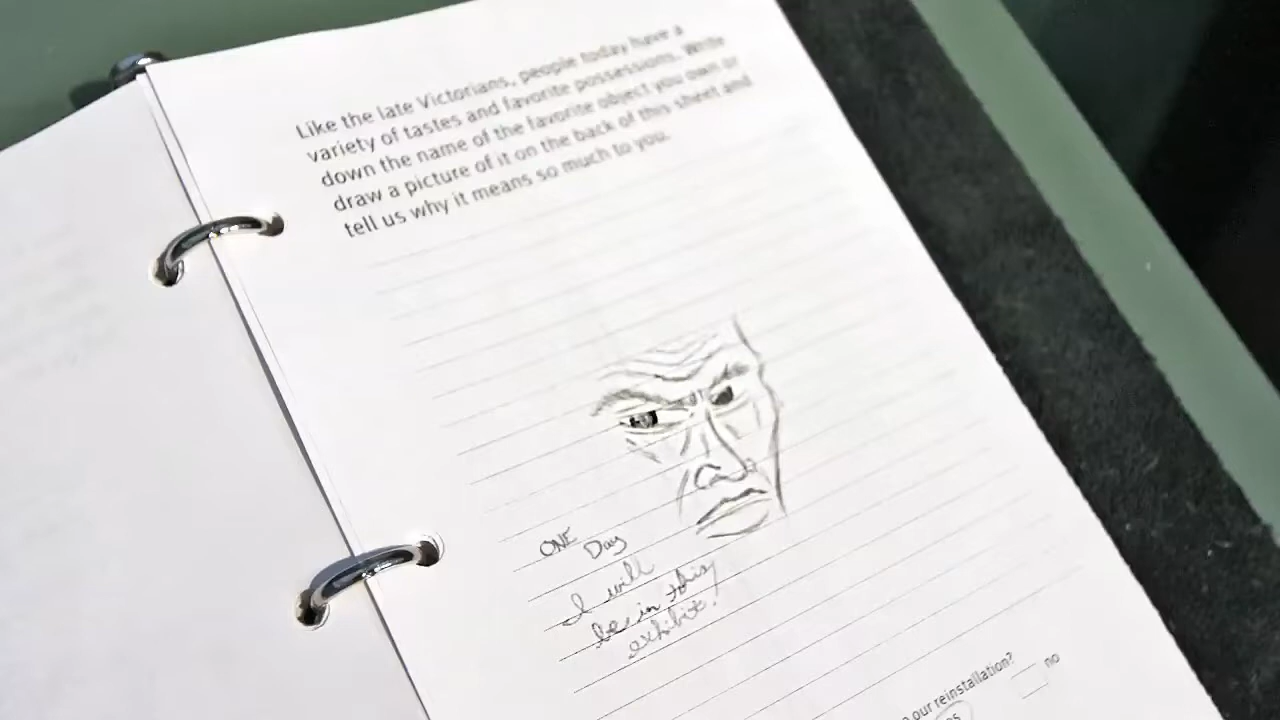 Like the late Victorians, people today have a
variety of tastes and favorite possessions. Write
down the name of the favorite object you own or
draw a picture of it on the back of this sheet and
tell us why it means so much to you.
ONE Day
I will
be in this
exhibit!
our reinstallation?
no